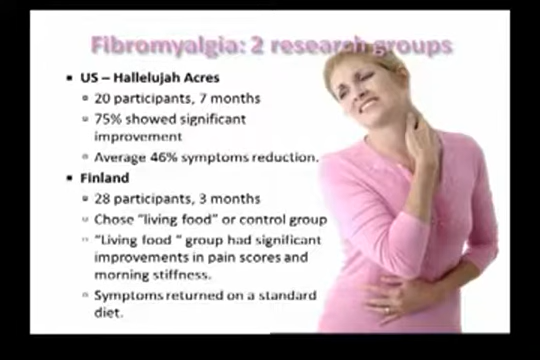 Fibromyalgia: 2 research groups
US – Hallelujah Acres
20 participants, 7 months
75% showed significant
improvement
Average 46% symptoms reduction.
Finland
28 participants, 3 months
Chose "living food" or control group
"Living food " group had significant
improvements in pain scores and
morning stiffness.
Symptoms returned on a standard
diet.